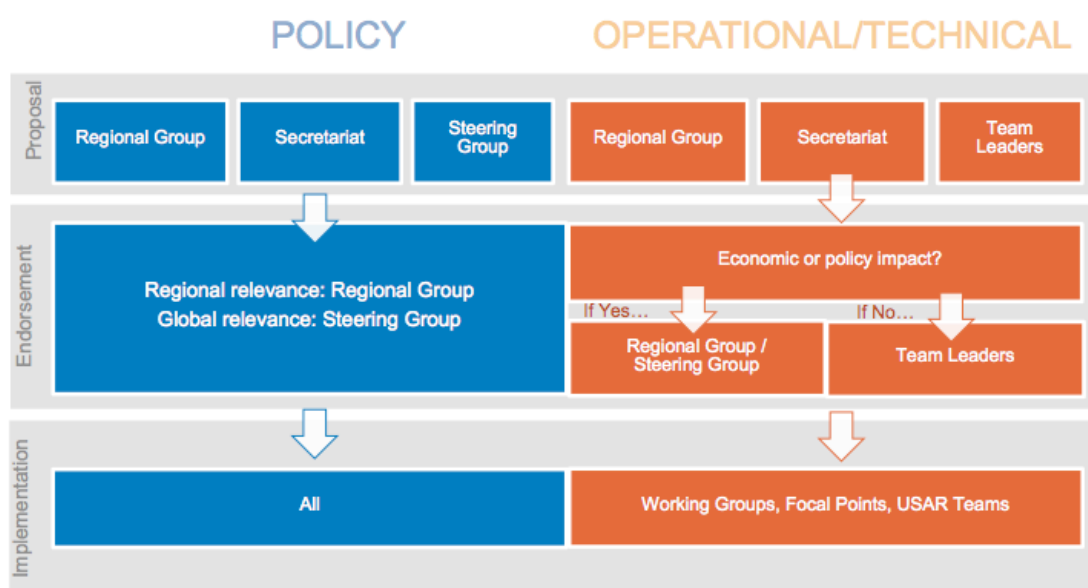 POLICY
OPERATIONAL/TECHNICAL
Proposal
Regional Group
Secretariat
Steering
Group
Regional Group
Secretariat
Team
Leaders
Endorsement
Regional relevance: Regional Group
Global relevance: Steering Group
Economic or policy impact?
If Yes...
If No...
Regional Group /
Steering Group
Team Leaders
Implementation
All
Working Groups, Focal Points, USAR Teams